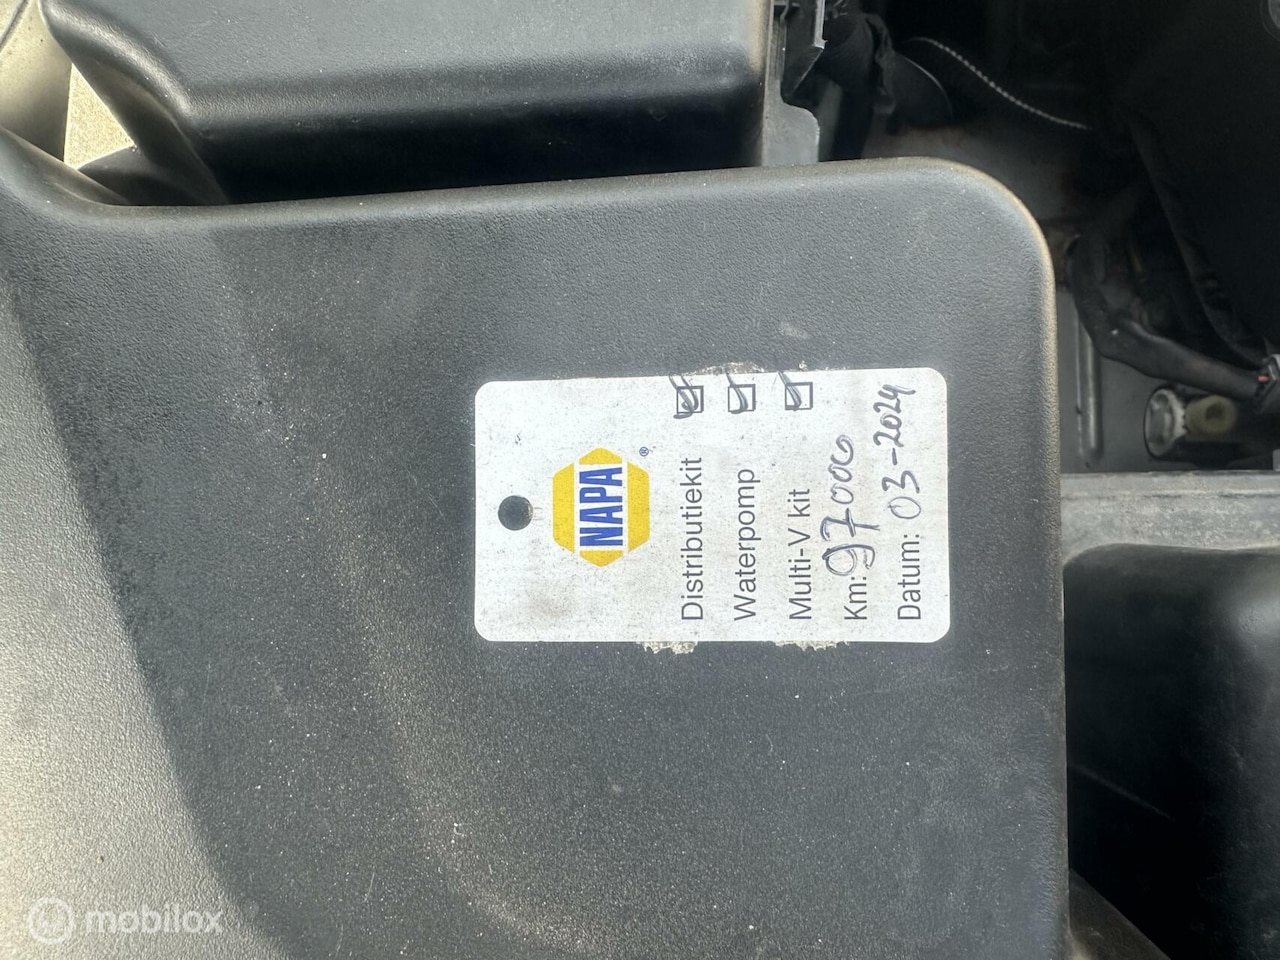 NAPA®
Distributiekit
Waterpomp
Multi-V kit
Km: 97000
Datum: 03-2024
mobilox